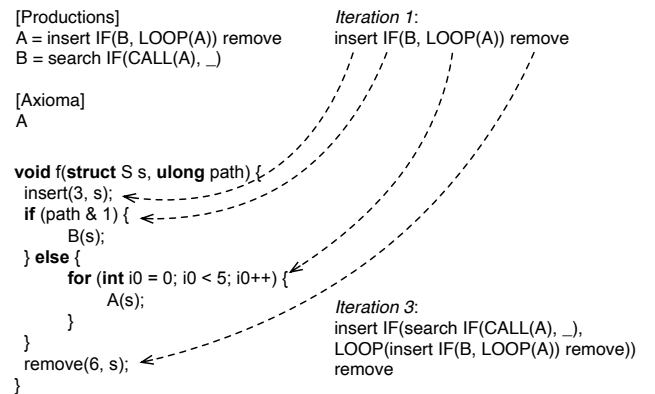 [Productions]
A = insert IF(B, LOOP(A)) remove
B = search IF(CALL(A), _)
[Axioma]
A
void f(struct S s, ulong path) {
insert(3, s);
if (path & 1) {
B(s);
} else {
for (int i0 = 0; i0 < 5; i0++) {
A(s);
}
}
remove(6, s);
}
Iteration 1:
insert IF(B, LOOP(A)) remove
Iteration 3:
insert IF(search IF(CALL(A), _),
LOOP(insert IF(B, LOOP(A)) remove))
remove